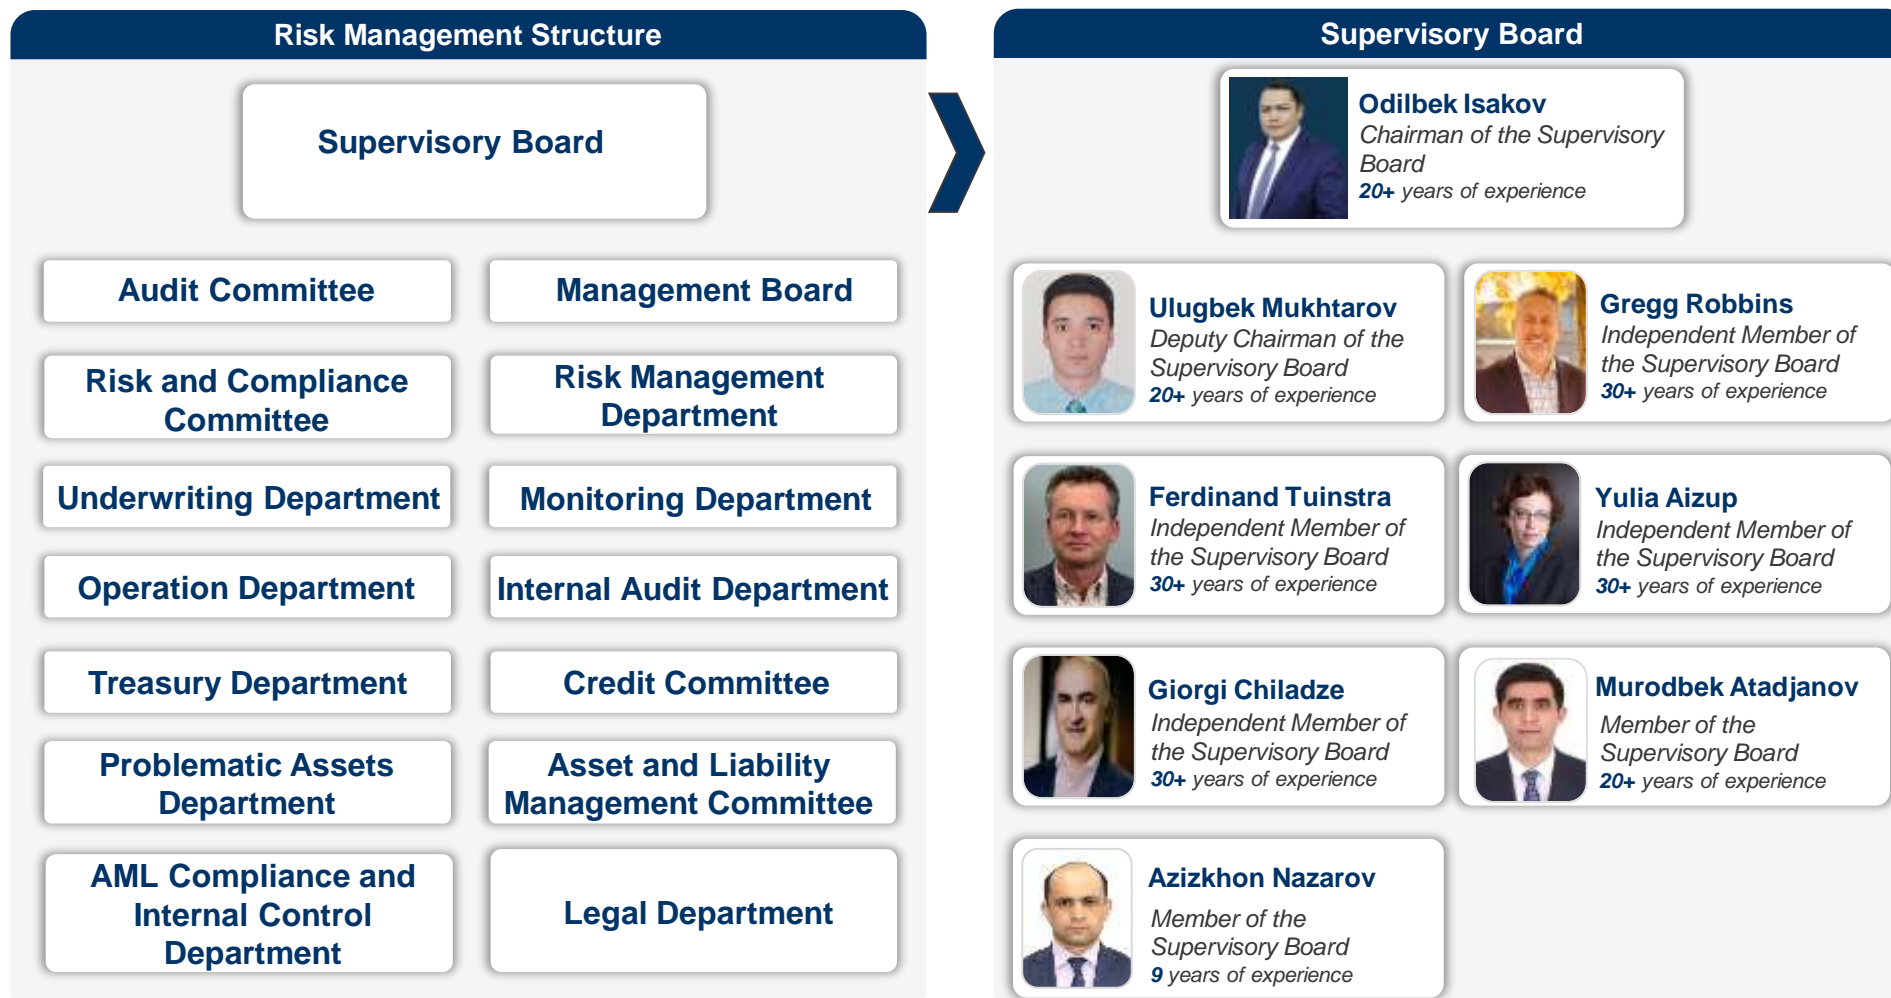 Risk Management Structure
Supervisory Board
Audit Committee
Management Board
Risk and Compliance
Committee
Risk Management
Department
Underwriting Department
Monitoring Department
Operation Department
Internal Audit Department
Treasury Department
Credit Committee
Problematic Assets
Department
Asset and Liability
Management Committee
AML Compliance and
Internal Control
Department
Legal Department
Supervisory Board
Odilbek Isakov
Chairman of the Supervisory
Board
20+ years of experience
Ulugbek Mukhtarov
Deputy Chairman of the
Supervisory Board
20+ years of experience
Gregg Robbins
Independent Member of
the Supervisory Board
30+ years of experience
Ferdinand Tuinstra
Independent Member of
the Supervisory Board
30+ years of experience
Yulia Aizup
Independent Member of
the Supervisory Board
30+ years of experience
Giorgi Chiladze
Independent Member of
the Supervisory Board
30+ years of experience
Murodbek Atadjanov
Member of the
Supervisory Board
20+ years of experience
Azizkhon Nazarov
Member of the
Supervisory Board
9 years of experience